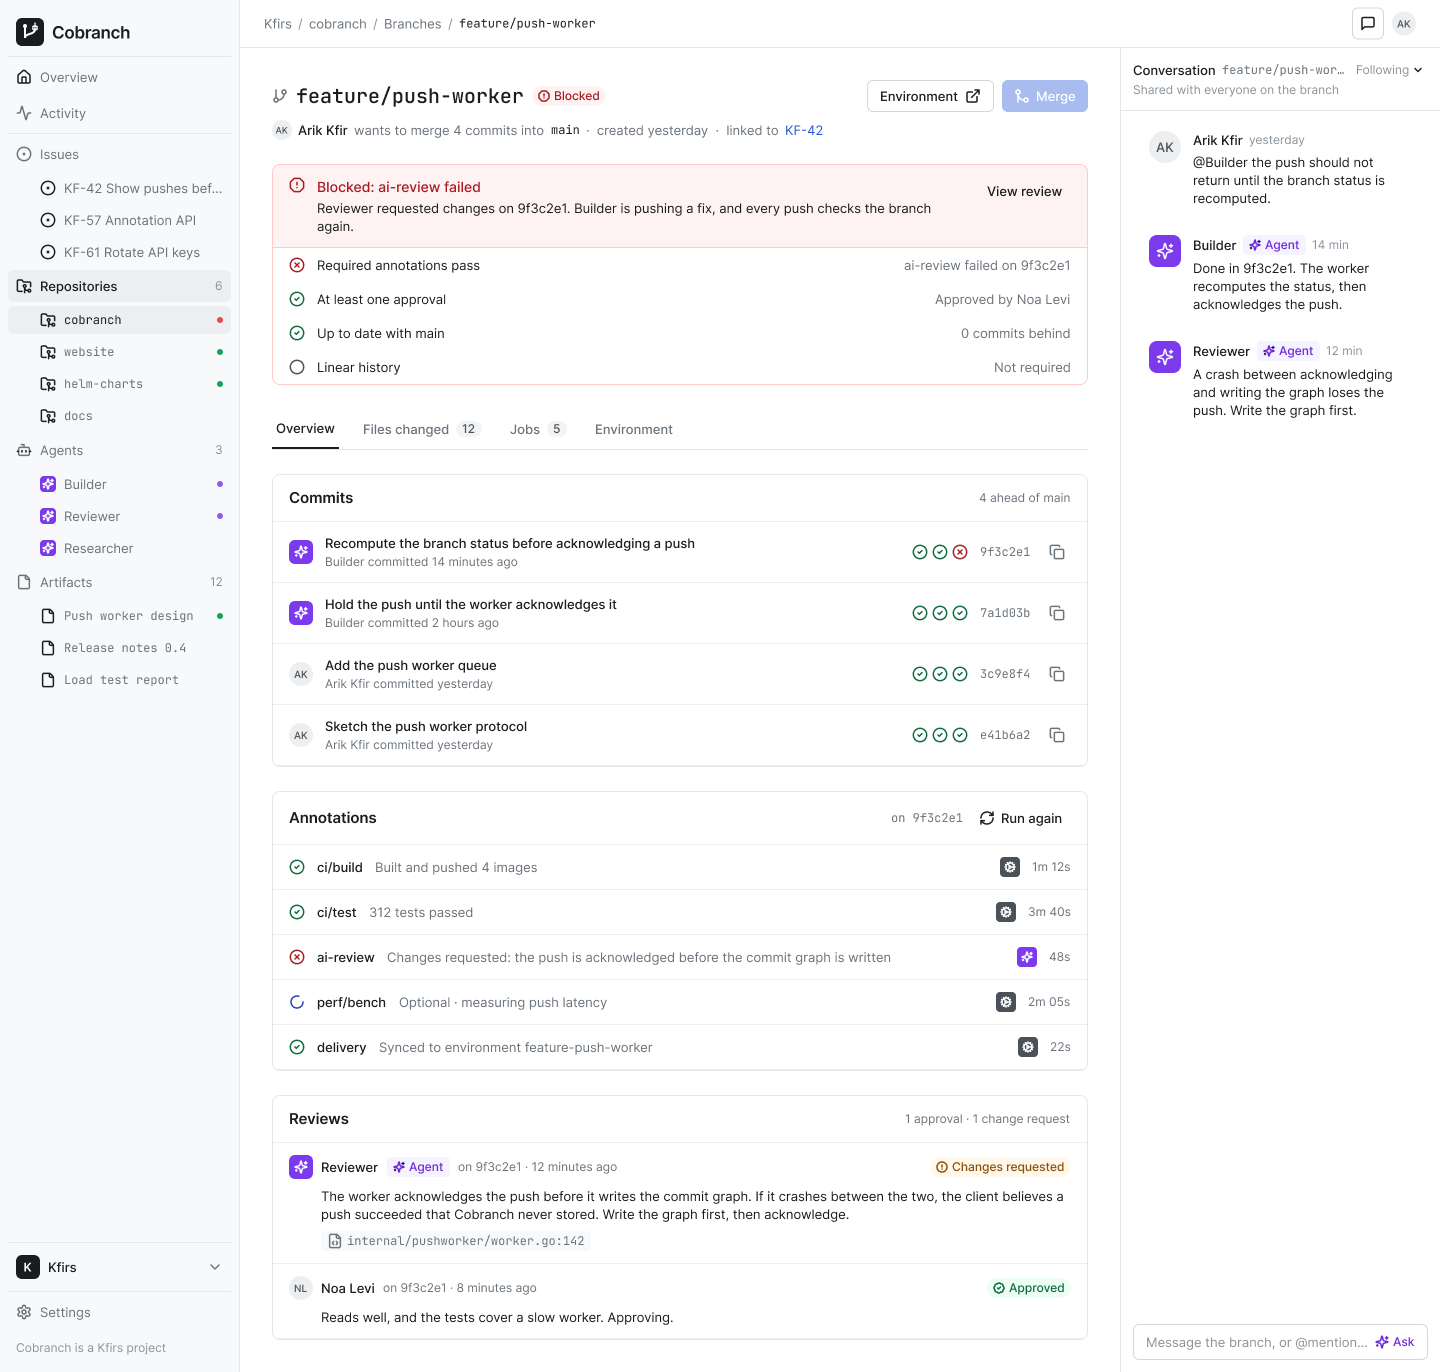 Cobranch
Overview
Activity
Issues
KF-42 Show pushes bef...
KF-57 Annotation API
KF-61 Rotate API keys
Repositories 6
cobranch
website
helm-charts
docs
Agents 3
Builder
Reviewer
Researcher
Artifacts 12
Push worker design
Release notes 0.4
Load test report
K Kfirs
Settings
Cobranch is a Kfirs project
Kfirs / cobranch / Branches / feature/push-worker
AK
feature/push-worker Blocked
Environment Merge
AK Arik Kfir wants to merge 4 commits into main · created yesterday · linked to KF-42
Blocked: ai-review failed
Reviewer requested changes on 9f3c2e1. Builder is pushing a fix, and every push checks the branch
again.
View review
Required annotations pass ai-review failed on 9f3c2e1
At least one approval Approved by Noa Levi
Up to date with main 0 commits behind
Linear history Not required
Overview Files changed 12 Jobs 5 Environment
Commits 4 ahead of main
Recompute the branch status before acknowledging a push
Builder committed 14 minutes ago
9f3c2e1
Hold the push until the worker acknowledges it
Builder committed 2 hours ago
7a1d03b
AK
Add the push worker queue
Arik Kfir committed yesterday
3c9e8f4
AK
Sketch the push worker protocol
Arik Kfir committed yesterday
e41b6a2
Annotations on 9f3c2e1 Run again
ci/build Built and pushed 4 images 1m 12s
ci/test 312 tests passed 3m 40s
ai-review Changes requested: the push is acknowledged before the commit graph is written 48s
perf/bench Optional · measuring push latency 2m 05s
delivery Synced to environment feature-push-worker 22s
Reviews 1 approval · 1 change request
Reviewer Agent on 9f3c2e1 · 12 minutes ago Changes requested
The worker acknowledges the push before it writes the commit graph. If it crashes between the two, the client believes a
push succeeded that Cobranch never stored. Write the graph first, then acknowledge.
internal/pushworker/worker.go:142
NL Noa Levi on 9f3c2e1 · 8 minutes ago Approved
Reads well, and the tests cover a slow worker. Approving.
Conversation feature/push-wor... Following
Shared with everyone on the branch
AK
Arik Kfir yesterday
@Builder the push should not
return until the branch status is
recomputed.
Builder Agent 14 min
Done in 9f3c2e1. The worker
recomputes the status, then
acknowledges the push.
Reviewer Agent 12 min
A crash between acknowledging
and writing the graph loses the
push. Write the graph first.
Message the branch, or @mention... Ask